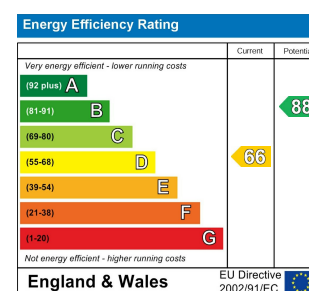 Energy Efficiency Rating
Current Potentia
Very energy efficient - lower running costs
(92 plus) A
(81-91) B
88
(69-80) C
(55-68) D
66
(39-54) E
(21-38) F
(1-20) G
Not energy efficient - higher running costs
England & Wales
EU Directive
2002/91/EC